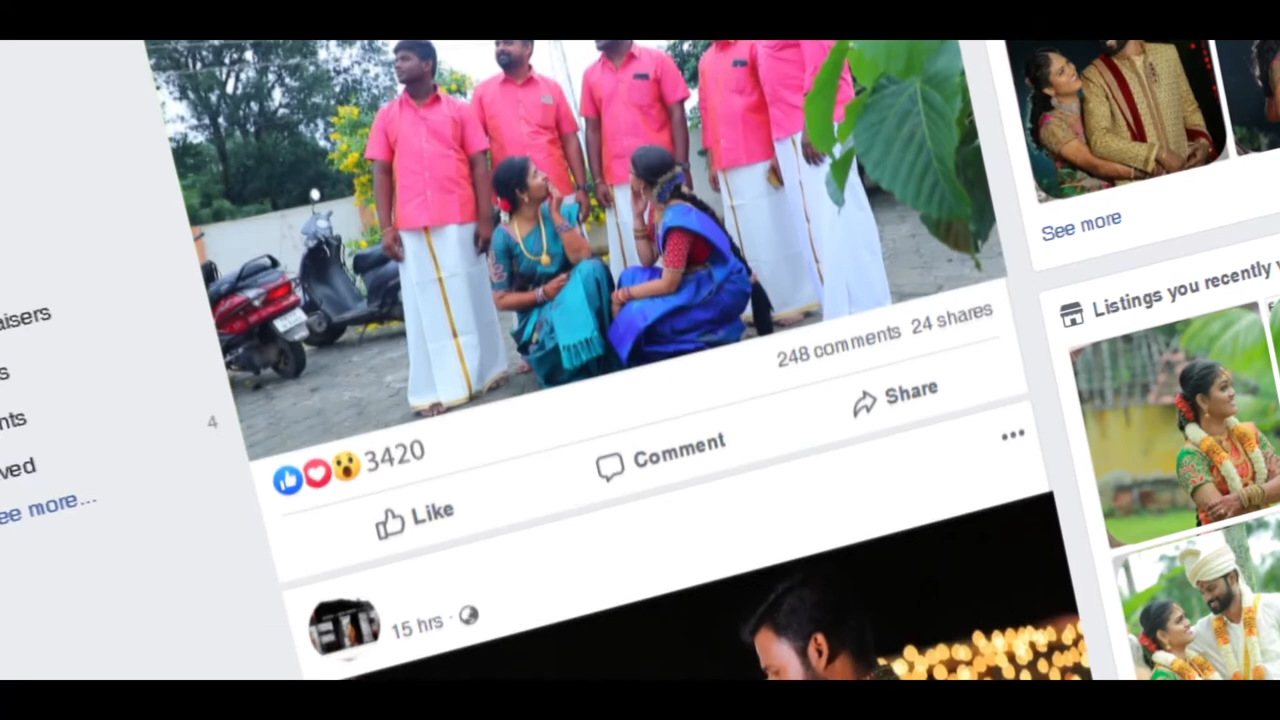 aisers
s
nts 4
ved
ee more...
248 comments 24 shares
3420
Like
Comment
Share
15 hrs ·
See more
Listings you recently